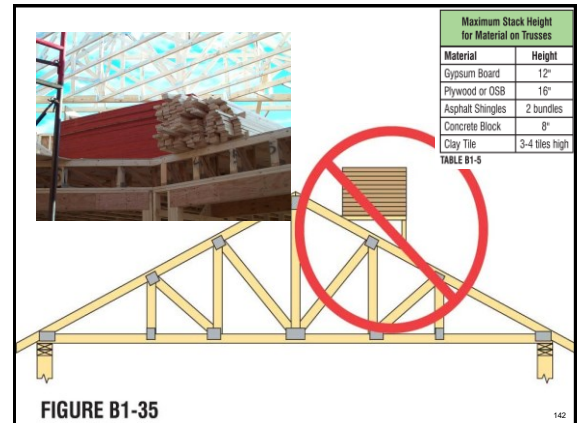 Maximum Stack Height
for Material on Trusses
Material Height
Gypsum Board 12"
Plywood or OSB 16"
Asphalt Shingles 2 bundles
Concrete Block 8"
Clay Tile 3-4 tiles high
TABLE B1-5
FIGURE B1-35
142